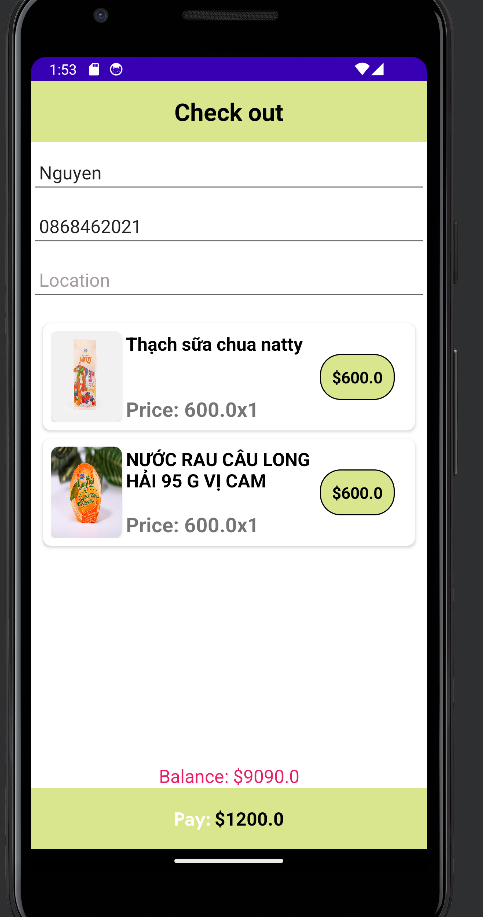 1:53
Check out
Nguyen
0868462021
Location
Thạch sữa chua natty
$600.0
Price: 600.0x1
NƯỚC RAU CÂU LONG
HẢI 95 G VỊ CAM
$600.0
Price: 600.0x1
Balance: $9090.0
Pay: $1200.0